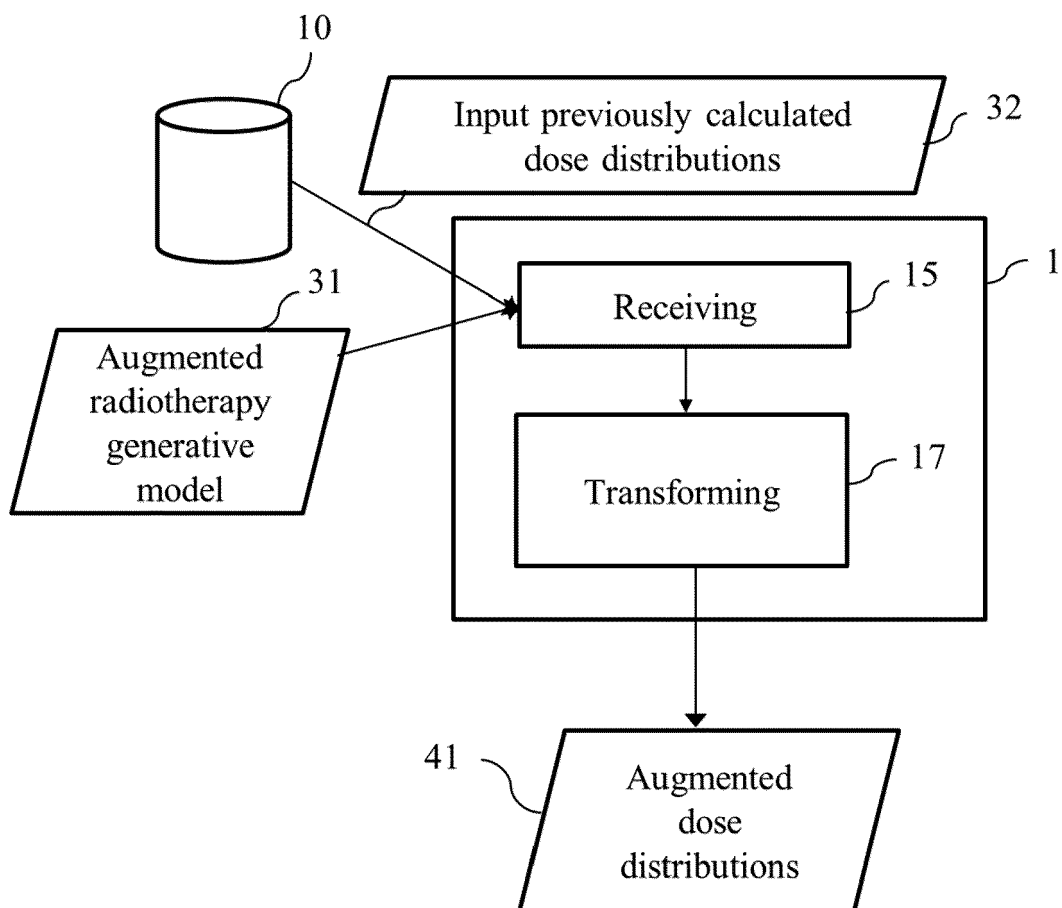 10
Input previously calculated
dose distributions
32
1
15
Receiving
31
Augmented
radiotherapy
generative
model
17
Transforming
41
Augmented
dose
distributions